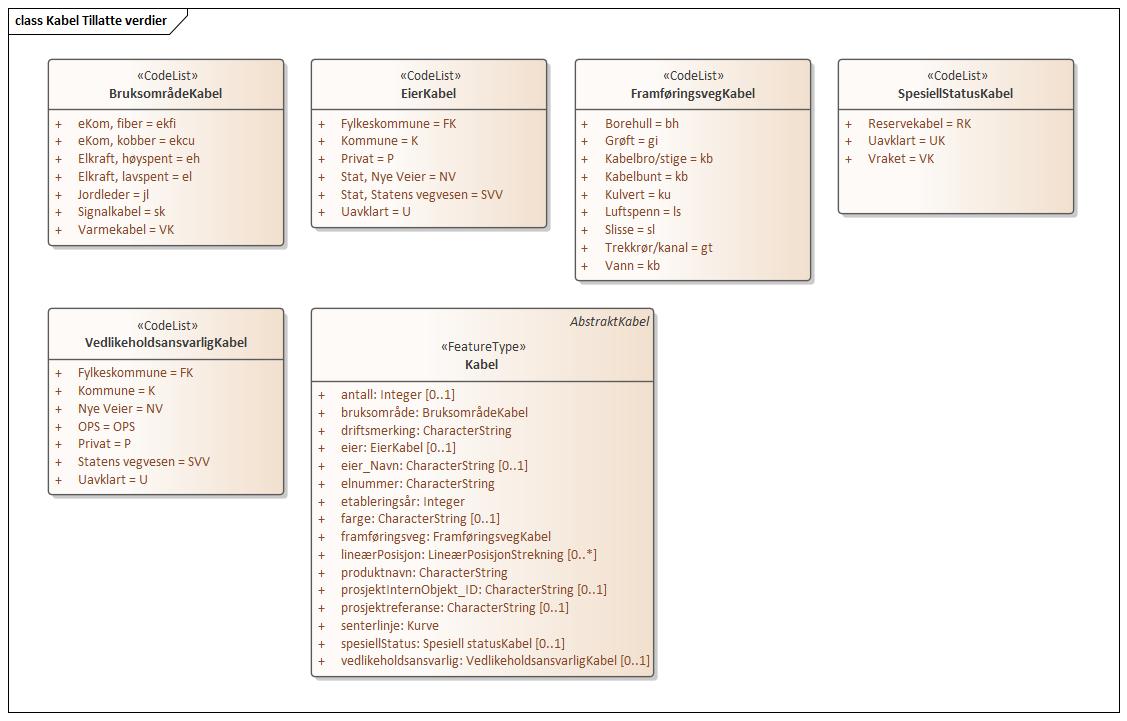 class Kabel Tillatte verdier
«CodeList»
BruksområdeKabel
+ eKom, fiber = ekfi
+ eKom, kobber = ekcu
+ Elkraft, høyspent = eh
+ Elkraft, lavspent = el
+ Jordleder = jl
+ Signalkabel = sk
+ Varmekabel = VK
«CodeList»
EierKabel
+ Fylkeskommune = FK
+ Kommune = K
+ Privat = P
+ Stat, Nye Veier = NV
+ Stat, Statens vegvesen = SVV
+ Uavklart = U
«CodeList»
FramføringsvegKabel
+ Borehull = bh
+ Grøft = gi
+ Kabelbro/stige = kb
+ Kabelbunt = kb
+ Kulvert = ku
+ Luftspenn = ls
+ Slisse = sl
+ Trekkrør/kanal = gt
+ Vann = kb
«CodeList»
SpesiellStatusKabel
+ Reservekabel = RK
+ Uavklart = UK
+ Vraket = VK
«CodeList»
VedlikeholdsansvarligKabel
+ Fylkeskommune = FK
+ Kommune = K
+ Nye Veier = NV
+ OPS = OPS
+ Privat = P
+ Statens vegvesen = SVV
+ Uavklart = U
AbstraktKabel
«FeatureType»
Kabel
+ antall: Integer [0..1]
+ bruksområde: BruksområdeKabel
+ driftsmerking: CharacterString
+ eier: EierKabel [0..1]
+ eier_Navn: CharacterString [0..1]
+ elnummer: CharacterString
+ etableringsår: Integer
+ farge: CharacterString [0..1]
+ framføringsveg: FramføringsvegKabel
+ lineærPosisjon: LineærPosisjonStrekning [0..*]
+ produktnavn: CharacterString
+ prosjektInternObjekt_ID: CharacterString [0..1]
+ prosjektreferanse: CharacterString [0..1]
+ senterlinje: Kurve
+ spesiellStatus: Spesiell statusKabel [0..1]
+ vedlikeholdsansvarlig: VedlikeholdsansvarligKabel [0..1]